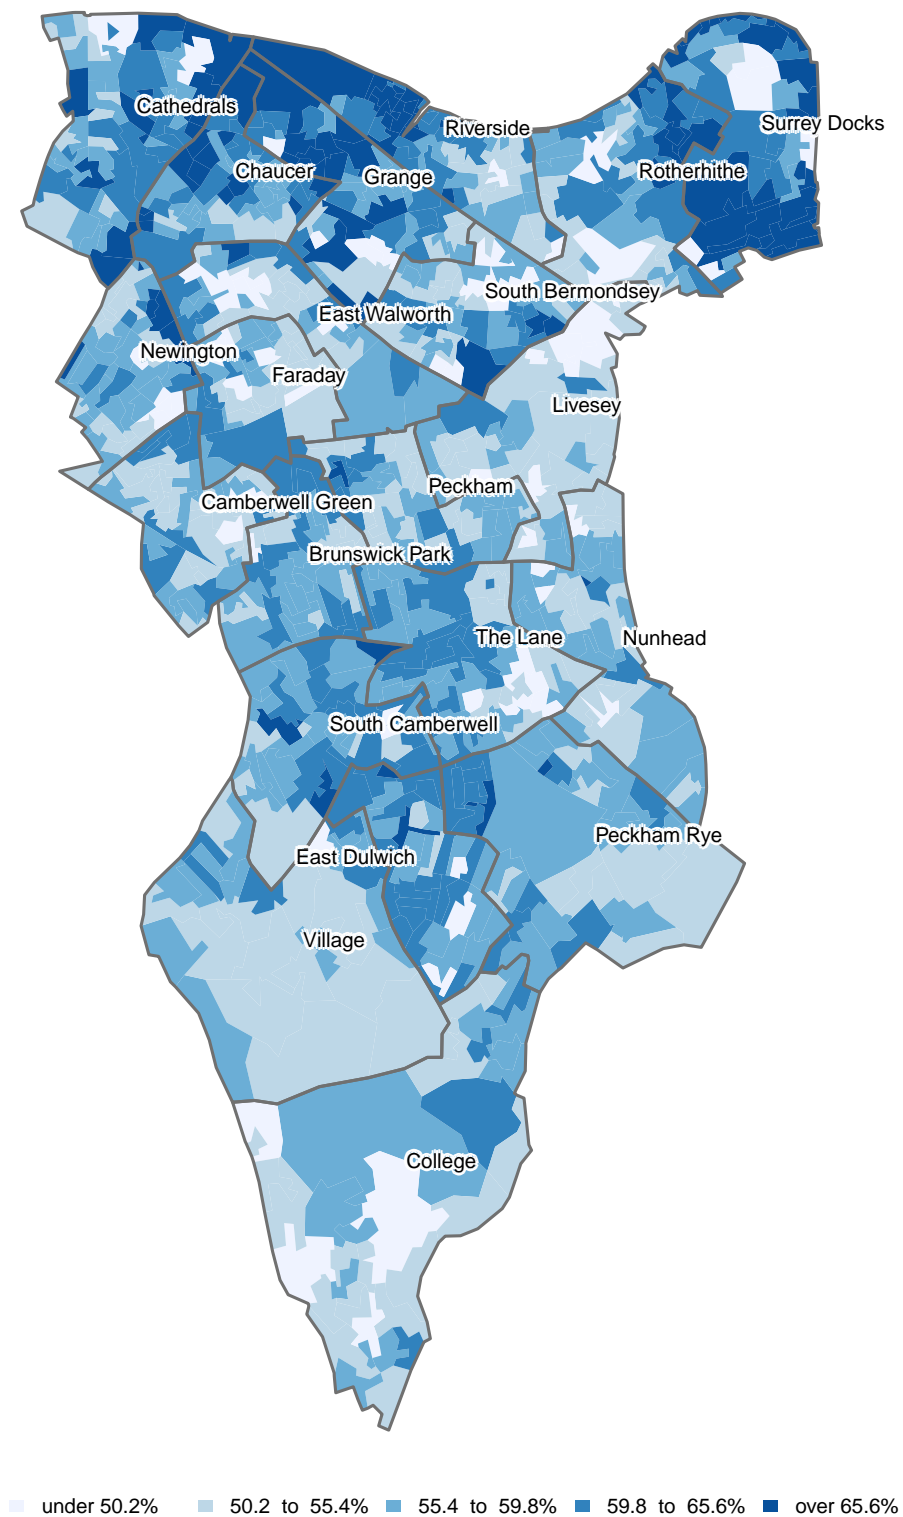 Cathedrals
Riverside
Surrey Docks
Chaucer
Grange
Rotherhithe
South Bermondsey
East Walworth
Newington
Faraday
Livesey
Peckham
Camberwell Green
Brunswick Park
The Lane
Nunhead
South Camberwell
Peckham Rye
East Dulwich
Village
College
under 50.2% 50.2 to 55.4% 55.4 to 59.8% 59.8 to 65.6% over 65.6%